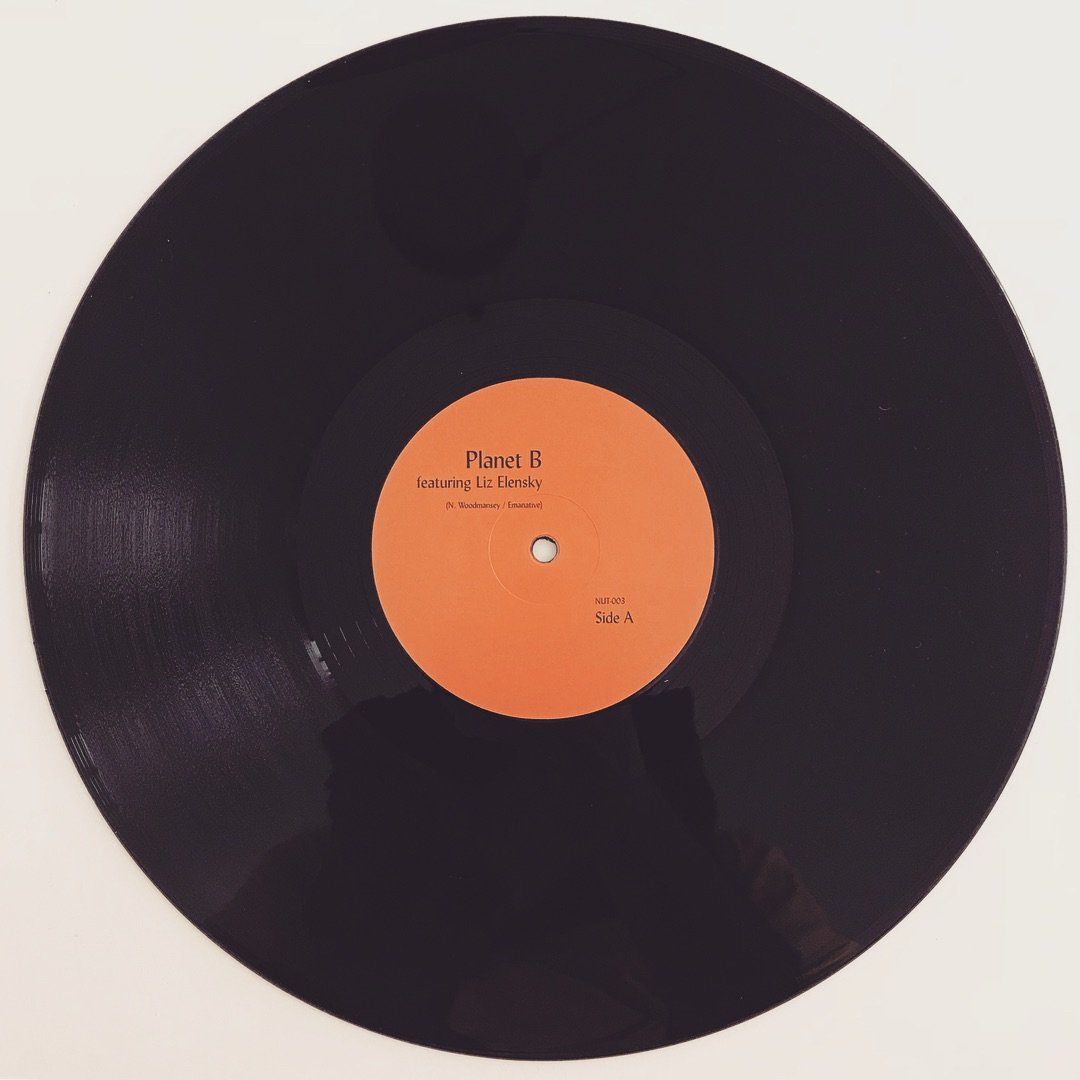 Planet B
featuring Liz Elensky
(N. Woodmansey / Emanative)
NUT-003
Side A